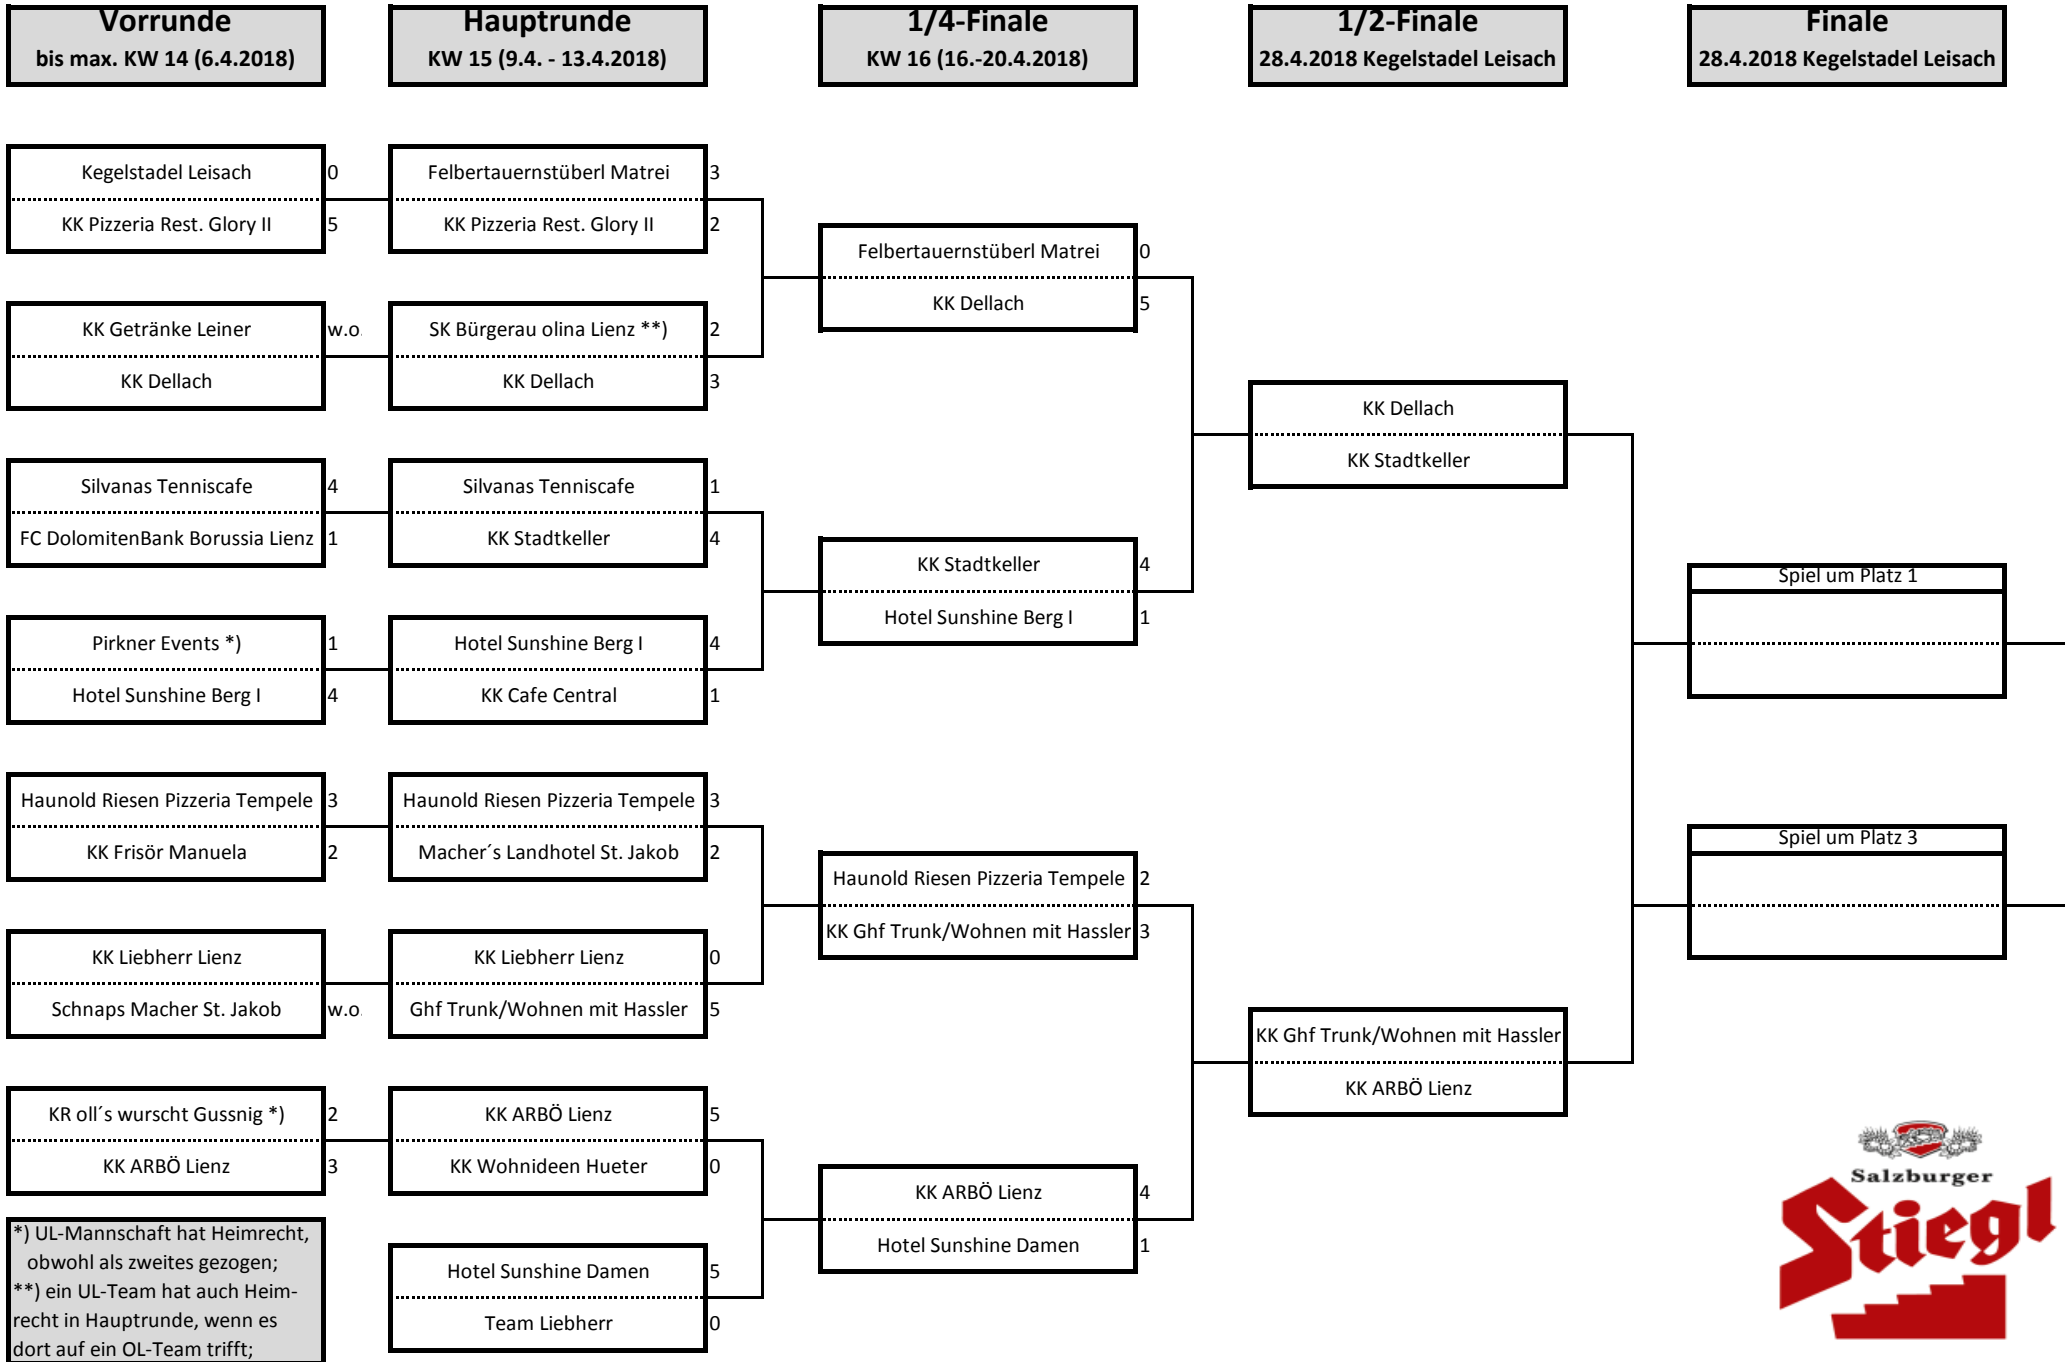 Vorrunde
bis max. KW 14 (6.4.2018)
Hauptrunde
KW 15 (9.4. - 13.4.2018)
1/4-Finale
KW 16 (16.-20.4.2018)
1/2-Finale
28.4.2018 Kegelstadel Leisach
Finale
28.4.2018 Kegelstadel Leisach
Kegelstadel Leisach 0
KK Pizzeria Rest. Glory II 5
KK Getränke Leiner w.o.
KK Dellach
Silvanas Tenniscafe 4
FC DolomitenBank Borussia Lienz 1
Pirkner Events *) 1
Hotel Sunshine Berg I 4
Haunold Riesen Pizzeria Tempele 3
KK Frisör Manuela 2
KK Liebherr Lienz
Schnaps Macher St. Jakob w.o.
KR oll´s wurscht Gussnig *) 2
KK ARBÖ Lienz 3
*) UL-Mannschaft hat Heimrecht,
obwohl als zweites gezogen;
**) ein UL-Team hat auch Heim-
recht in Hauptrunde, wenn es
dort auf ein OL-Team trifft;
Felbertauernstüberl Matrei 3
KK Pizzeria Rest. Glory II 2
SK Bürgerau olina Lienz **) 2
KK Dellach 3
Silvanas Tenniscafe 1
KK Stadtkeller 4
Hotel Sunshine Berg I 4
KK Cafe Central 1
Haunold Riesen Pizzeria Tempele 3
Macher´s Landhotel St. Jakob 2
KK Liebherr Lienz 0
Ghf Trunk/Wohnen mit Hassler 5
KK ARBÖ Lienz 5
KK Wohnideen Hueter 0
Hotel Sunshine Damen 5
Team Liebherr 0
Felbertauernstüberl Matrei 0
KK Dellach 5
KK Stadtkeller 4
Hotel Sunshine Berg I 1
Haunold Riesen Pizzeria Tempele 2
KK Ghf Trunk/Wohnen mit Hassler 3
KK ARBÖ Lienz 4
Hotel Sunshine Damen 1
KK Dellach
KK Stadtkeller
KK Ghf Trunk/Wohnen mit Hassler
KK ARBÖ Lienz
Spiel um Platz 1
Spiel um Platz 3
Salzburger
Stiegl